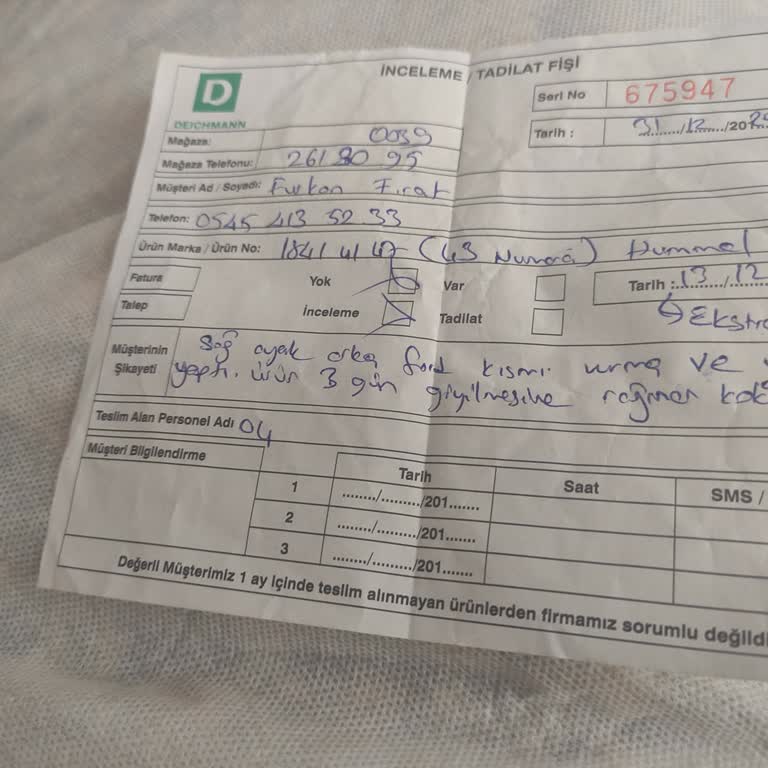 İNCELEME / TADİLAT FİŞİ
D
DEICHMANN
Seri No 675947
Mağaza: 0039
Tarih : 31/12/202
Mağaza Telefonu: 261 80 95
Müşteri Ad / Soyadı: Furkan Fırat
Telefon: 0545 413 52 33
Ürün Marka / Ürün No: 1841 41 47 (43 Numara) Hummel
Fatura Yok Var Tarih : 13/12
Talep İnceleme Tadilat Ekstra
Müşterinin Şikayeti Sağ ayak arka ford kısmı vurma ve
yaptı. ürün 3 gün giyilmesine rağmen
Teslim Alan Personel Adı 04
Müşteri Bilgilendirme
Tarih Saat SMS /
1 ......../........./201.......
2 ......../........./201.......
3 ......../........./201.......
Değerli Müşterimiz 1 ay içinde teslim alınmayan ürünlerden firmamız sorumlu değildi